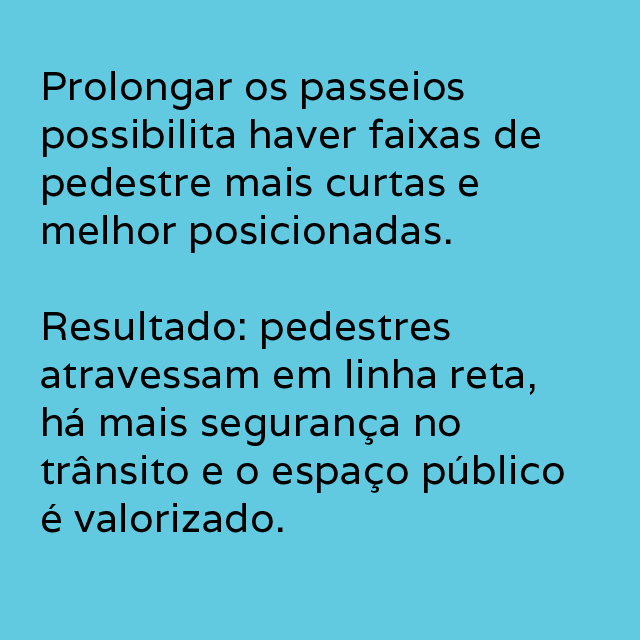 Prolongar os passeios
possibilita haver faixas de
pedestre mais curtas e
melhor posicionadas.
Resultado: pedestres
atravessam em linha reta,
há mais segurança no
trânsito e o espaço público
é valorizado.